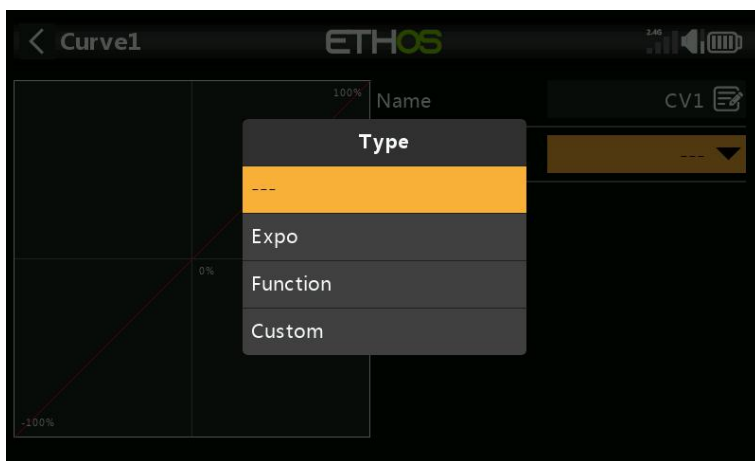 Curve1
ETHOS
2.4G
100%
Name
CV1
Type
---
---
Expo
0%
Function
Custom
-100%